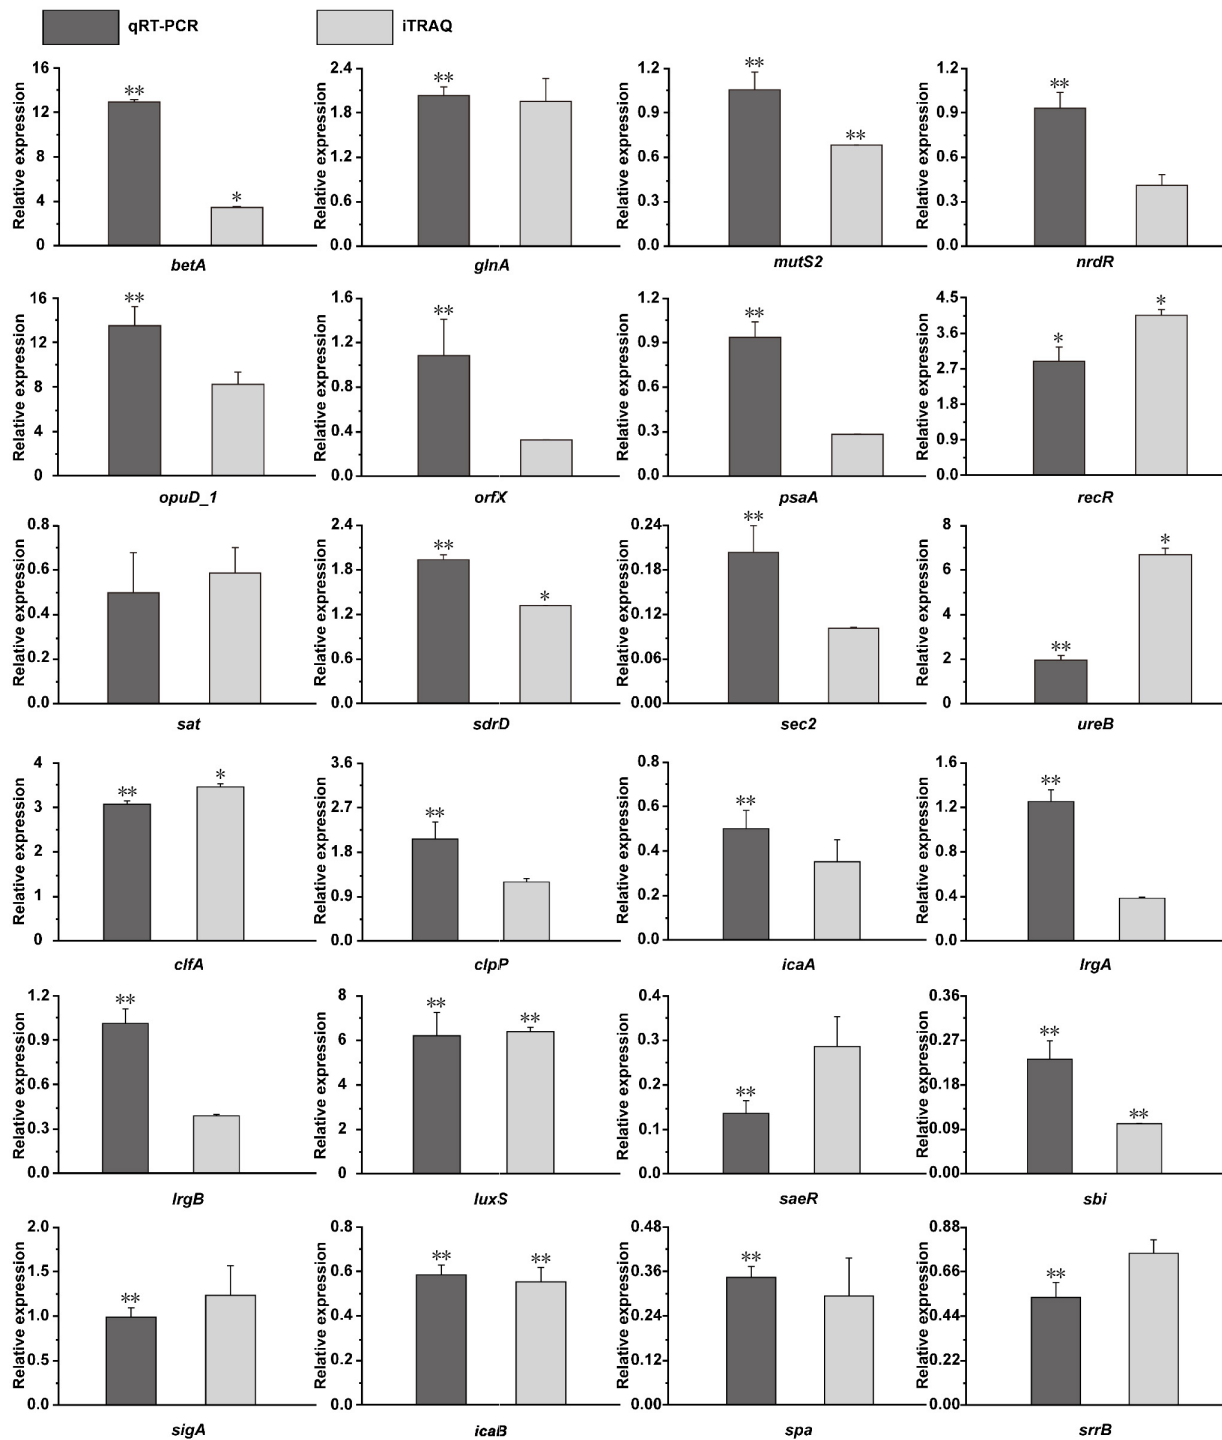 qRT-PCR iTRAQ
Relative expression 16 12 8 4 0 ** * betA
Relative expression 2.4 1.8 1.2 0.6 0.0 ** glnA
Relative expression 1.2 0.9 0.6 0.3 0.0 ** ** mutS2
Relative expression 1.2 0.9 0.6 0.3 0.0 ** nrdR
Relative expression 16 12 8 4 0 ** opuD_1
Relative expression 1.6 1.2 0.8 0.4 0.0 ** orfX
Relative expression 1.2 0.9 0.6 0.3 0.0 ** psaA
Relative expression 4.5 3.6 2.7 1.8 0.9 0.0 * * recR
Relative expression 0.8 0.6 0.4 0.2 0.0 sat
Relative expression 2.4 1.8 1.2 0.6 0.0 ** * sdrD
Relative expression 0.24 0.18 0.12 0.06 0.00 ** sec2
Relative expression 8 6 4 2 0 ** * ureB
Relative expression 4 3 2 1 0 ** * clfA
Relative expression 3.6 2.7 1.8 0.9 0.0 ** clpP
Relative expression 0.8 0.6 0.4 0.2 0.0 ** icaA
Relative expression 1.6 1.2 0.8 0.4 0.0 ** lrgA
Relative expression 1.2 0.9 0.6 0.3 0.0 ** lrgB
Relative expression 8 6 4 2 0 ** ** luxS
Relative expression 0.4 0.3 0.2 0.1 0.0 ** saeR
Relative expression 0.36 0.27 0.18 0.09 0.00 ** ** sbi
Relative expression 2.0 1.5 1.0 0.5 0.0 ** sigA
Relative expression 0.8 0.6 0.4 0.2 0.0 ** ** icaB
Relative expression 0.48 0.36 0.24 0.12 0.00 ** spa
Relative expression 0.88 0.66 0.44 0.22 0.00 ** srrB